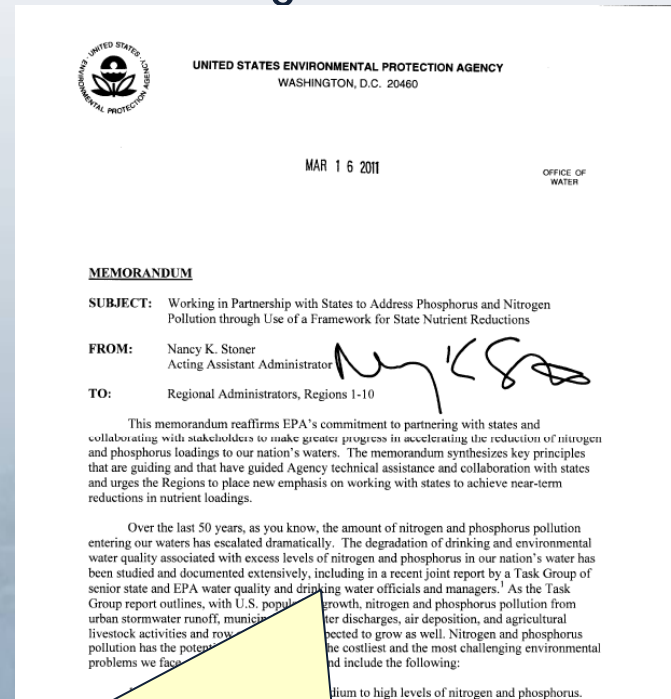 UNITED STATES
ENVIRONMENTAL PROTECTION AGENCY
UNITED STATES ENVIRONMENTAL PROTECTION AGENCY
WASHINGTON, D.C. 20460
MAR 16 2011
OFFICE OF
WATER
MEMORANDUM
SUBJECT: Working in Partnership with States to Address Phosphorus and Nitrogen
Pollution through Use of a Framework for State Nutrient Reductions
FROM: Nancy K. Stoner
Acting Assistant Administrator
TO: Regional Administrators, Regions 1-10
This memorandum reaffirms EPA's commitment to partnering with states and
collaborating with stakeholders to make greater progress in accelerating the reduction of nitrogen
and phosphorus loadings to our nation's waters. The memorandum synthesizes key principles
that are guiding and that have guided Agency technical assistance and collaboration with states
and urges the Regions to place new emphasis on working with states to achieve near-term
reductions in nutrient loadings.
Over the last 50 years, as you know, the amount of nitrogen and phosphorus pollution
entering our waters has escalated dramatically. The degradation of drinking and environmental
water quality associated with excess levels of nitrogen and phosphorus in our nation's water has
been studied and documented extensively, including in a recent joint report by a Task Group of
senior state and EPA water quality and drinking water officials and managers.¹ As the Task
Group report outlines, with U.S. growth, nitrogen and phosphorus pollution from
urban stormwater runoff, discharges, air deposition, and agricultural
livestock activities and row to grow as well. Nitrogen and phosphorus
pollution has the costliest and the most challenging environmental
problems we include the following:
to high levels of nitrogen and phosphorus.